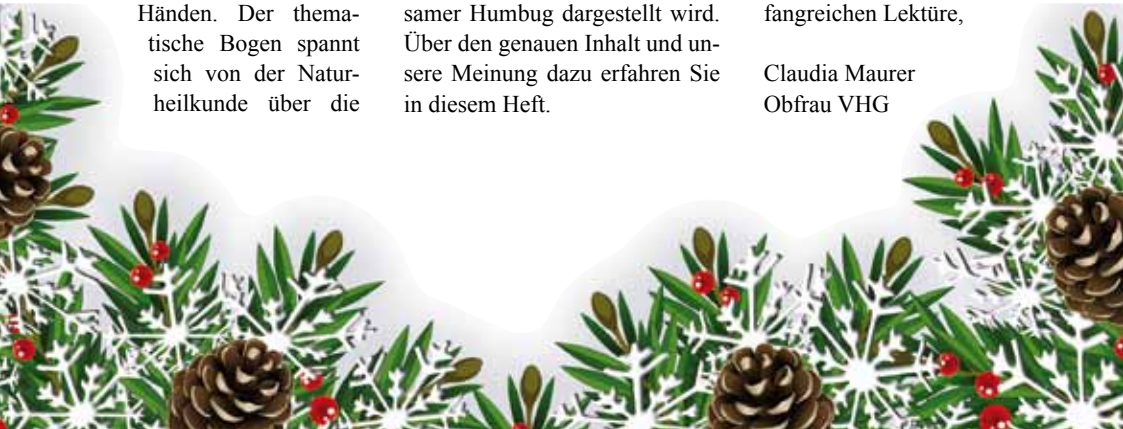 Händen. Der thema-
tische Bogen spannt
sich von der Natur-
heilkunde über die
samer Humbug dargestellt wird.
Über den genauen Inhalt und un-
sere Meinung dazu erfahren Sie
in diesem Heft.
fangreichen Lektüre,
Claudia Maurer
Obfrau VHG